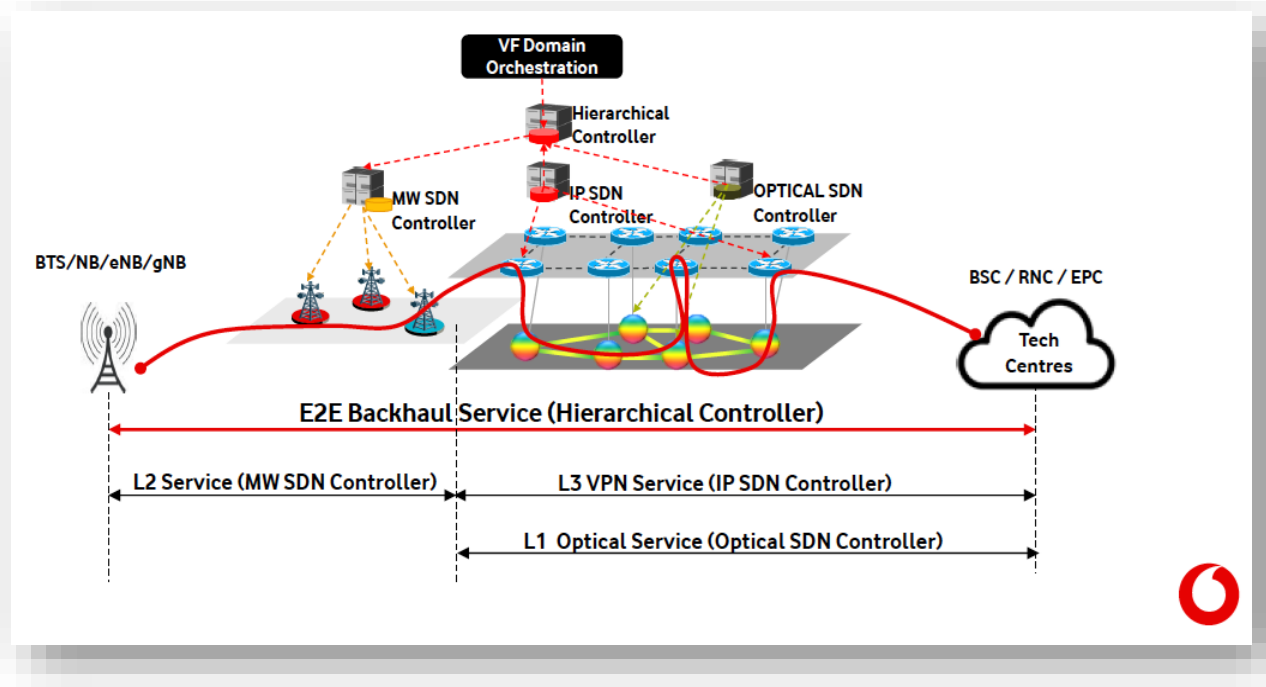 VF Domain
Orchestration
Hierarchical
Controller
MW SDN
Controller
IP SDN
Controller
OPTICAL SDN
Controller
BTS/NB/eNB/gNB
BSC / RNC / EPC
Tech
Centres
E2E Backhaul Service (Hierarchical Controller)
L2 Service (MW SDN Controller)
L3 VPN Service (IP SDN Controller)
L1 Optical Service (Optical SDN Controller)